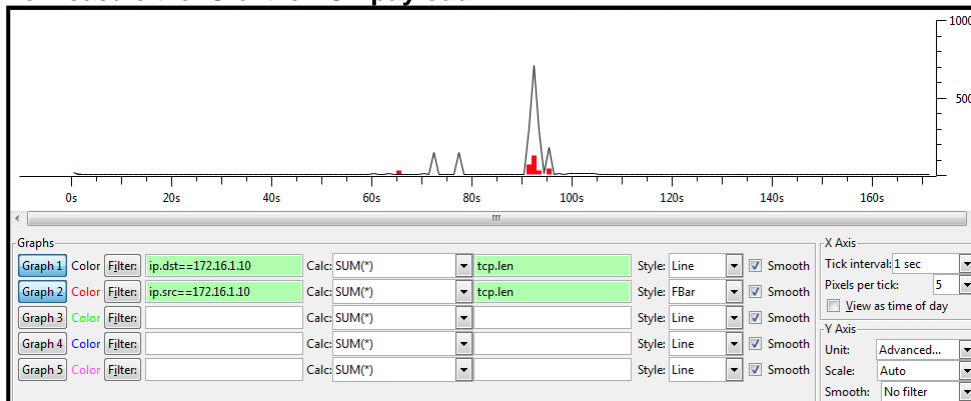 1000
500
0s 20s 40s 60s 80s 100s 120s 140s 160s
Graphs
Graph 1 Color Filter: ip.dst==172.16.1.10 Calc: SUM(*) tcp.len Style: Line Smooth
Graph 2 Color Filter: ip.src==172.16.1.10 Calc: SUM(*) tcp.len Style: FBar Smooth
Graph 3 Color Filter: Calc: SUM(*) Style: Line Smooth
Graph 4 Color Filter: Calc: SUM(*) Style: Line Smooth
Graph 5 Color Filter: Calc: SUM(*) Style: Line Smooth
X Axis
Tick interval: 1 sec
Pixels per tick: 5
View as time of day
Y Axis
Unit: Advanced...
Scale: Auto
Smooth: No filter